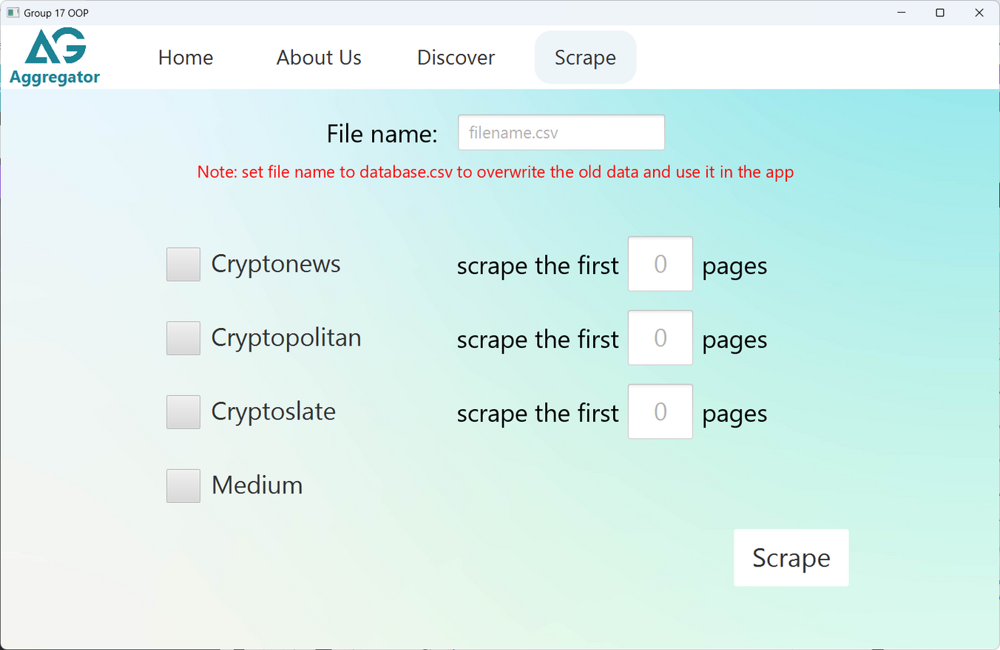 Group 17 OOP
AG
Aggregator
Home About Us Discover Scrape
File name: filename.csv
Note: set file name to database.csv to overwrite the old data and use it in the app
Cryptonews scrape the first 0 pages
Cryptopolitan scrape the first 0 pages
Cryptoslate scrape the first 0 pages
Medium
Scrape